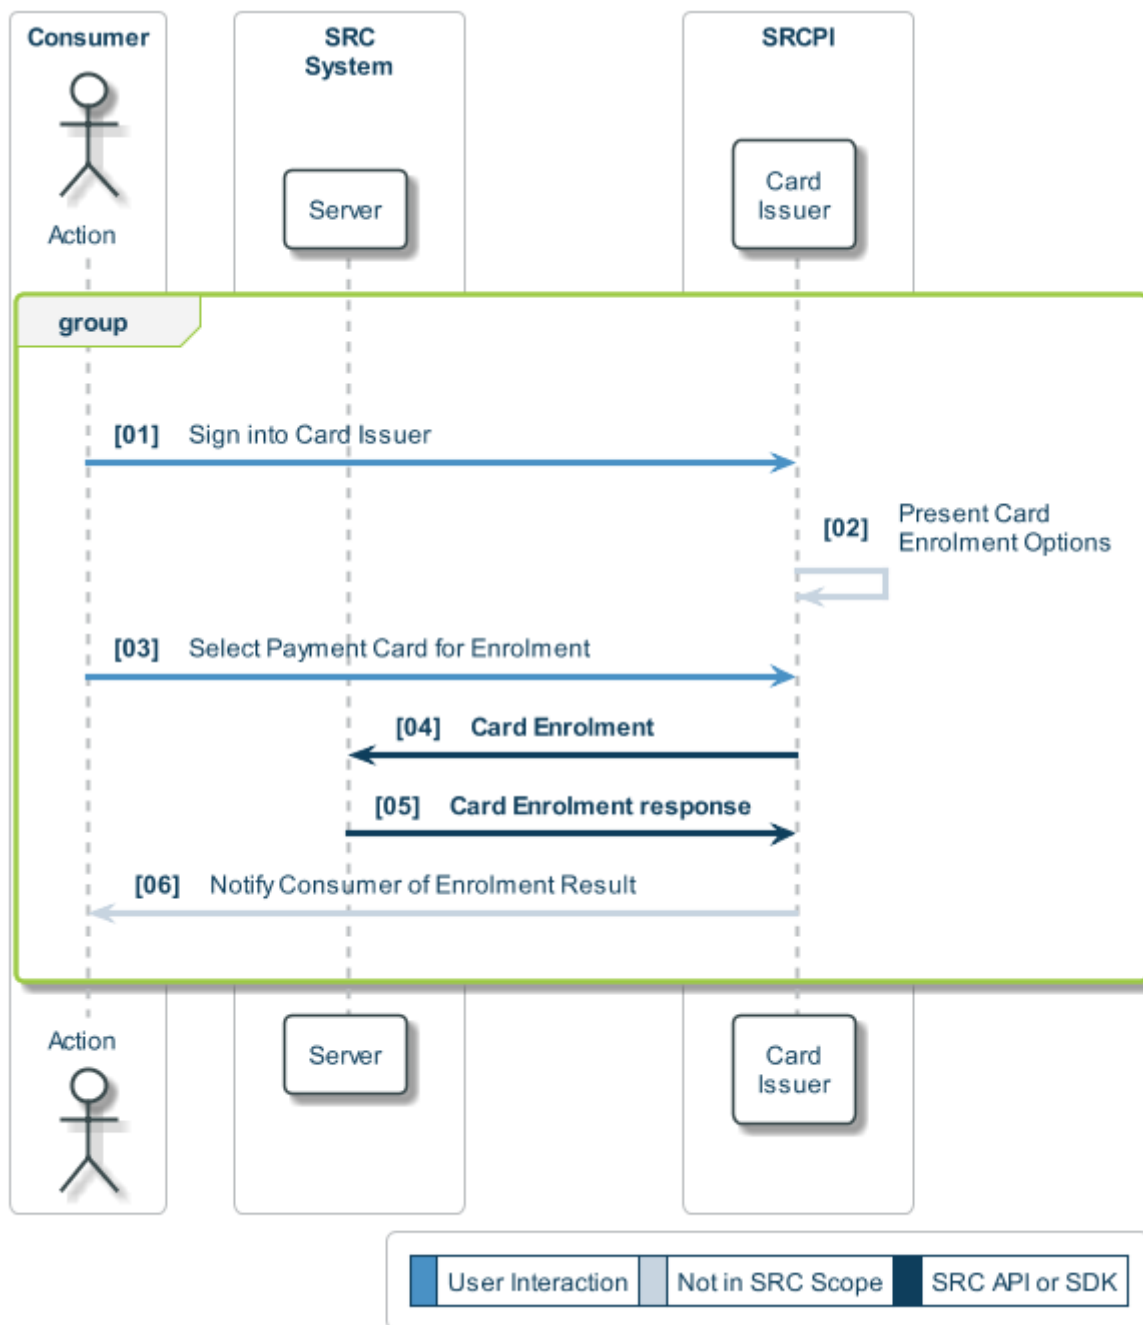 Consumer
SRC
System
SRCPI
Action
Server
Card
Issuer
group
[01] Sign into Card Issuer
[02] Present Card
Enrolment Options
[03] Select Payment Card for Enrolment
[04] Card Enrolment
[05] Card Enrolment response
[06] Notify Consumer of Enrolment Result
Action
Server
Card
Issuer
User Interaction Not in SRC Scope SRC API or SDK